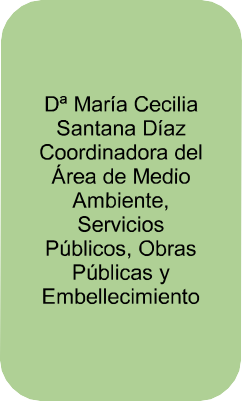 Dª María Cecilia
Santana Díaz
Coordinadora del
Área de Medio
Ambiente,
Servicios
Públicos, Obras
Públicas y
Embellecimiento